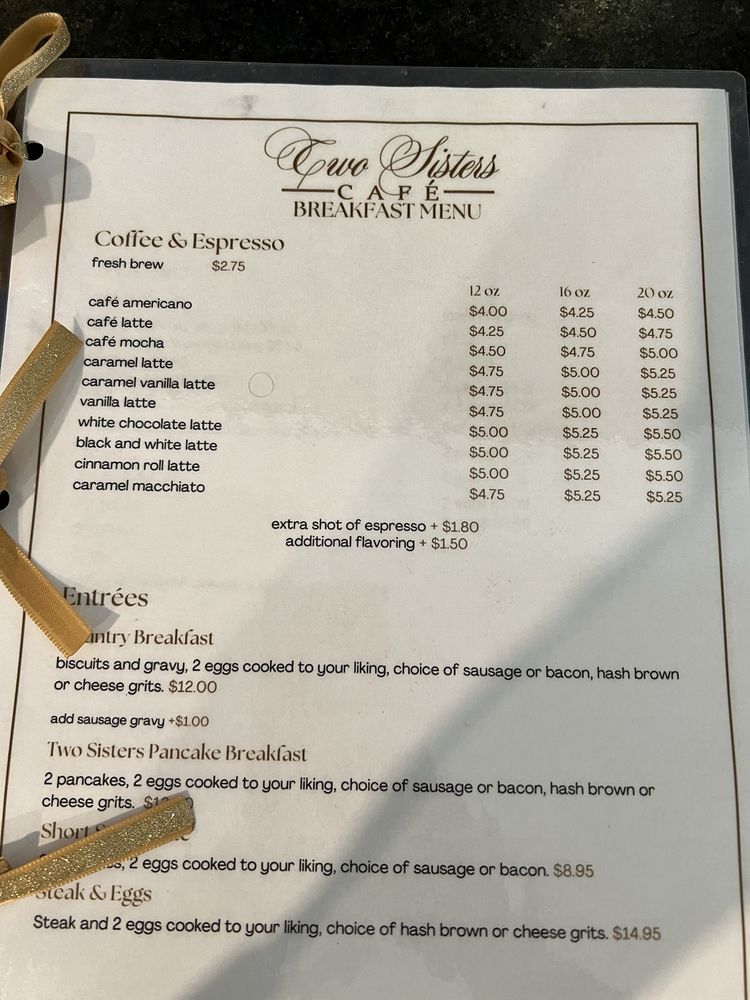 Two Sisters
CAFÉ
BREAKFAST MENU
Coffee & Espresso
fresh brew $2.75
12 oz 16 oz 20 oz
café americano $4.00 $4.25 $4.50
café latte $4.25 $4.50 $4.75
café mocha $4.50 $4.75 $5.00
caramel latte $4.75 $5.00 $5.25
caramel vanilla latte $4.75 $5.00 $5.25
vanilla latte $4.75 $5.00 $5.25
white chocolate latte $5.00 $5.25 $5.50
black and white latte $5.00 $5.25 $5.50
cinnamon roll latte $5.00 $5.25 $5.50
caramel macchiato $4.75 $5.25 $5.25
extra shot of espresso + $1.80
additional flavoring + $1.50
Entrées
Breakfast
biscuits and gravy, 2 eggs cooked to your liking, choice of sausage or bacon, hash brown
or cheese grits. $12.00
add sausage gravy +$1.00
Two Sisters Pancake Breakfast
2 pancakes, 2 eggs cooked to your liking, choice of sausage or bacon, hash brown or
cheese grits.
Short
2 eggs cooked to your liking, choice of sausage or bacon. $8.95
Steak & Eggs
Steak and 2 eggs cooked to your liking, choice of hash brown or cheese grits. $14.95